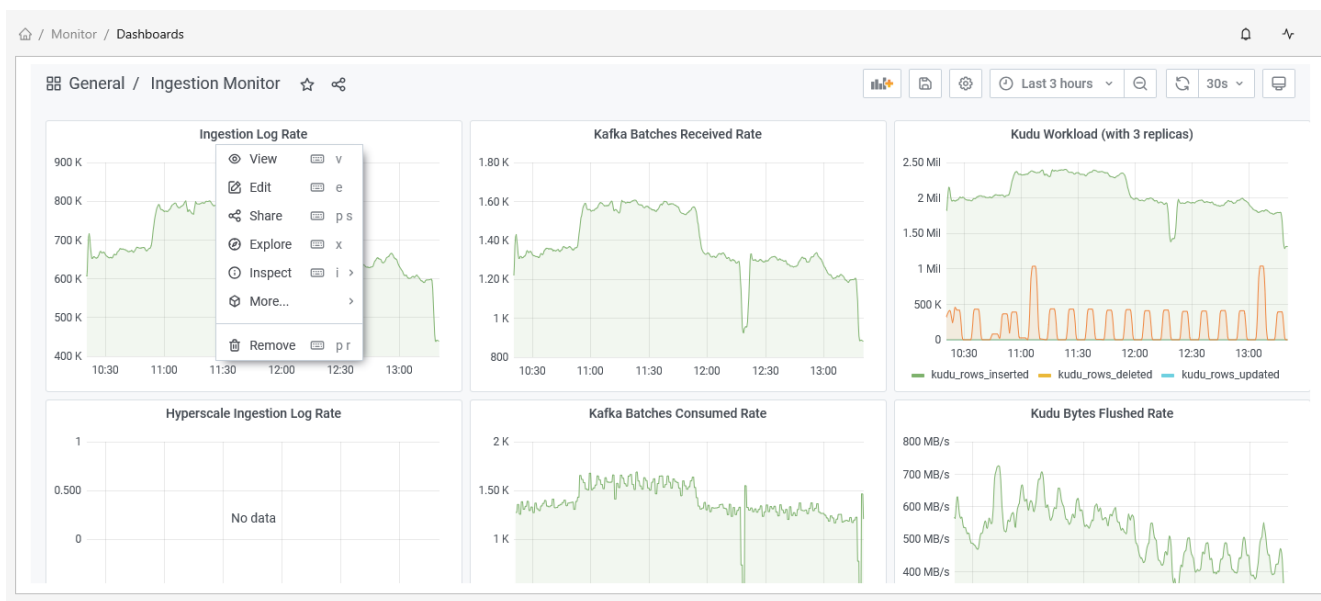 / Monitor / Dashboards
General / Ingestion Monitor
Last 3 hours
30s
Ingestion Log Rate
900 K
800 K
700 K
600 K
500 K
400 K
10:30 11:00 11:30 12:00 12:30 13:00
View v
Edit e
Share p s
Explore x
Inspect i >
More... >
Remove p r
Kafka Batches Received Rate
1.80 K
1.60 K
1.40 K
1.20 K
1 K
800
10:30 11:00 11:30 12:00 12:30 13:00
Kudu Workload (with 3 replicas)
2.50 Mil
2 Mil
1.50 Mil
1 Mil
500 K
0
10:30 11:00 11:30 12:00 12:30 13:00
kudu_rows_inserted kudu_rows_deleted kudu_rows_updated
Hyperscale Ingestion Log Rate
1
0.500
0
No data
Kafka Batches Consumed Rate
2 K
1.50 K
1 K
Kudu Bytes Flushed Rate
800 MB/s
700 MB/s
600 MB/s
500 MB/s
400 MB/s